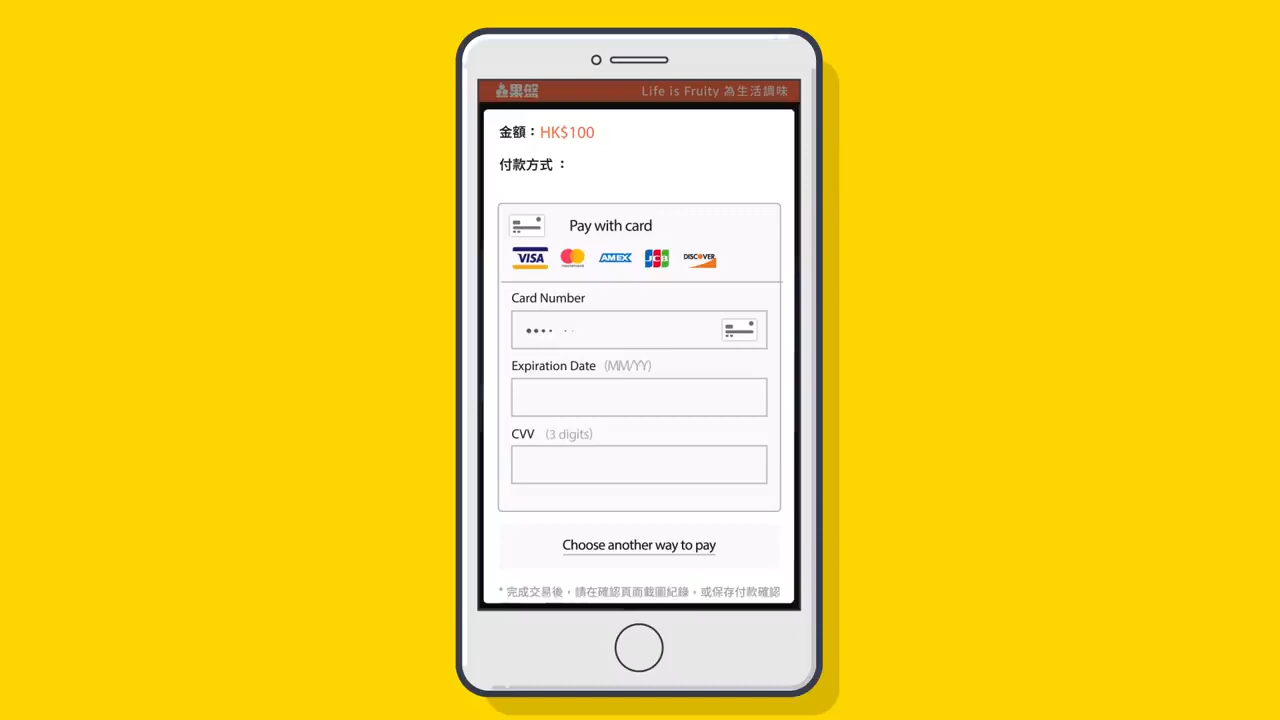 果盤
Life is Fruity 為生活調味
金額：HK$100
付款方式：
Pay with card
VISA
mastercard
AMEX
JCB
DISCOVER
Card Number
Expiration Date (MM/YY)
CVV (3 digits)
Choose another way to pay
* 完成交易後，請在確認頁面截圖紀錄，或保存付款確認